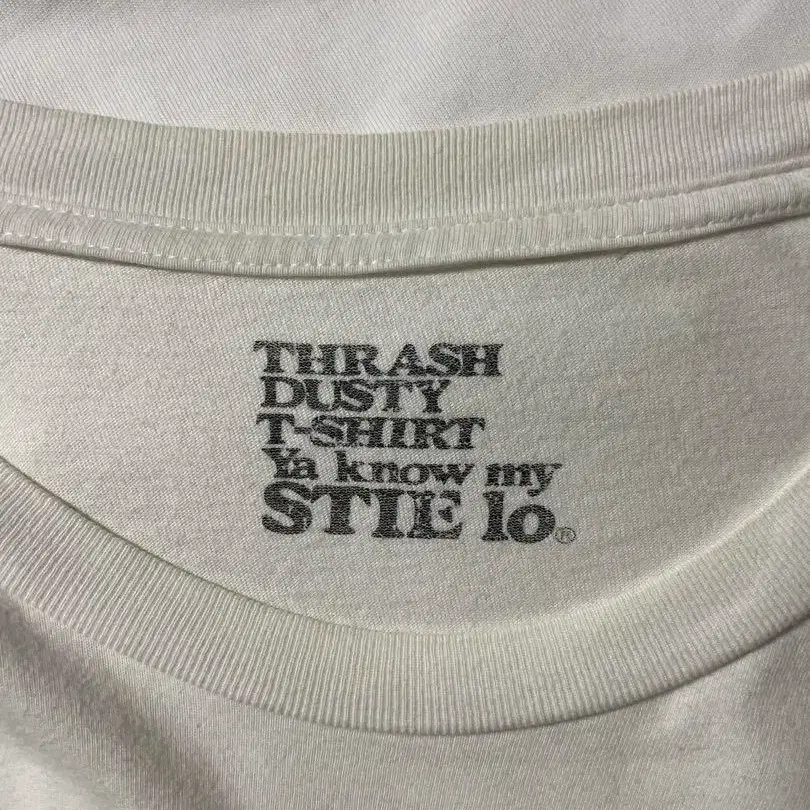 THRASH
DUSTY
T-SHIRT
Ya know my
STIE lo®